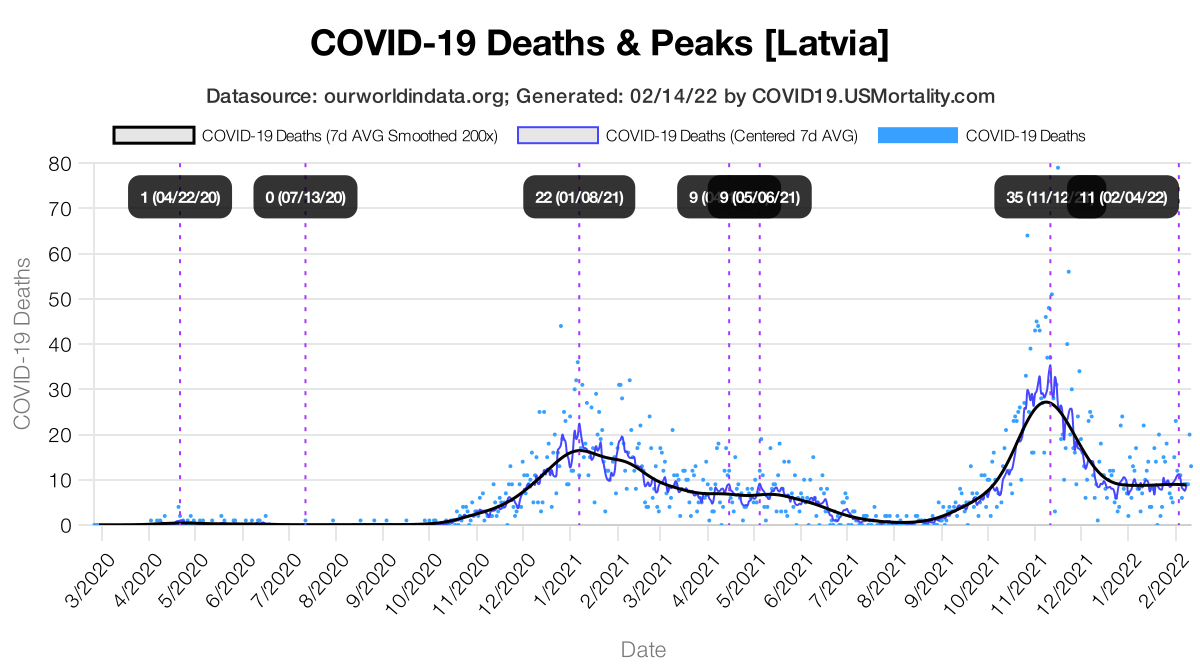 COVID-19 Deaths & Peaks [Latvia]
Datasource: ourworldindata.org; Generated: 02/14/22 by COVID19.USMortality.com
COVID-19 Deaths (7d AVG Smoothed 200x) COVID-19 Deaths (Centered 7d AVG) COVID-19 Deaths
80
1 (04/22/20) 0 (07/13/20) 22 (01/08/21) 9 9 (05/06/21) 35 (11/12 11 (02/04/22)
70
60
50
40
30
20
10
0
COVID-19 Deaths
3/2020 4/2020 5/2020 6/2020 7/2020 8/2020 9/2020 10/2020 11/2020 12/2020 1/2021 2/2021 3/2021 4/2021 5/2021 6/2021 7/2021 8/2021 9/2021 10/2021 11/2021 12/2021 1/2022 2/2022
Date